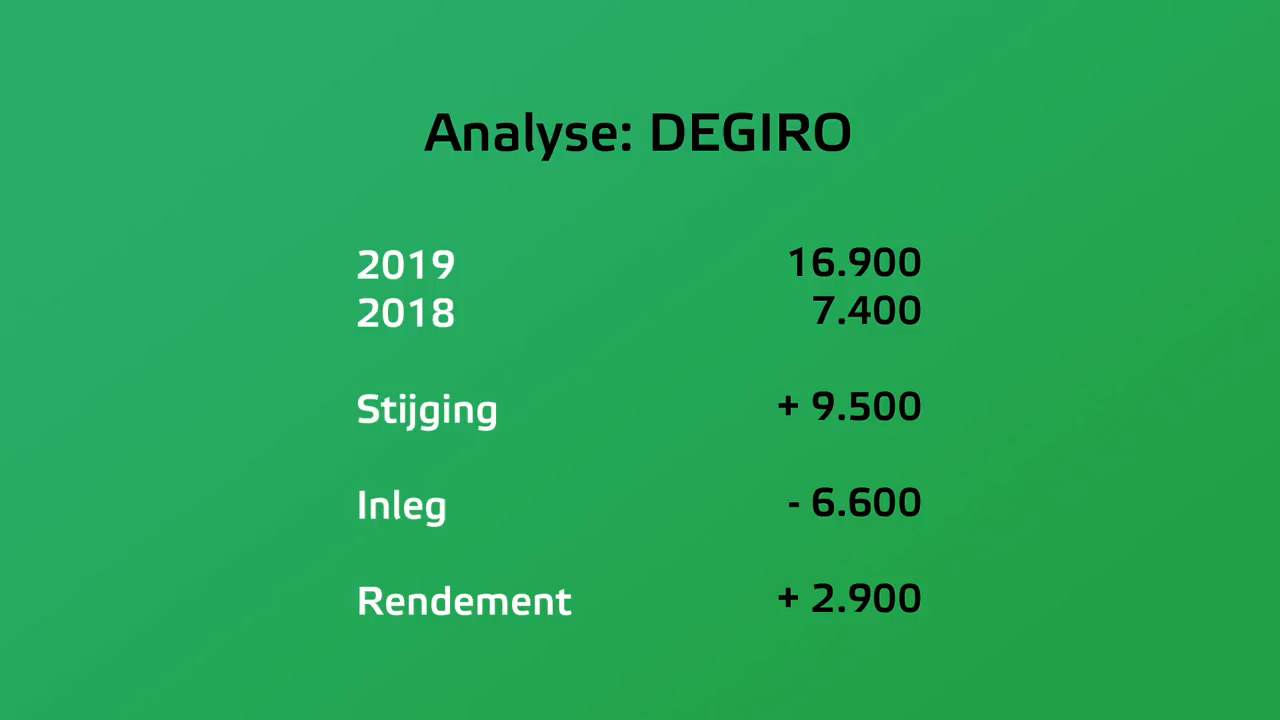 Analyse: DEGIRO
2019 16.900
2018 7.400
Stijging + 9.500
Inleg - 6.600
Rendement + 2.900